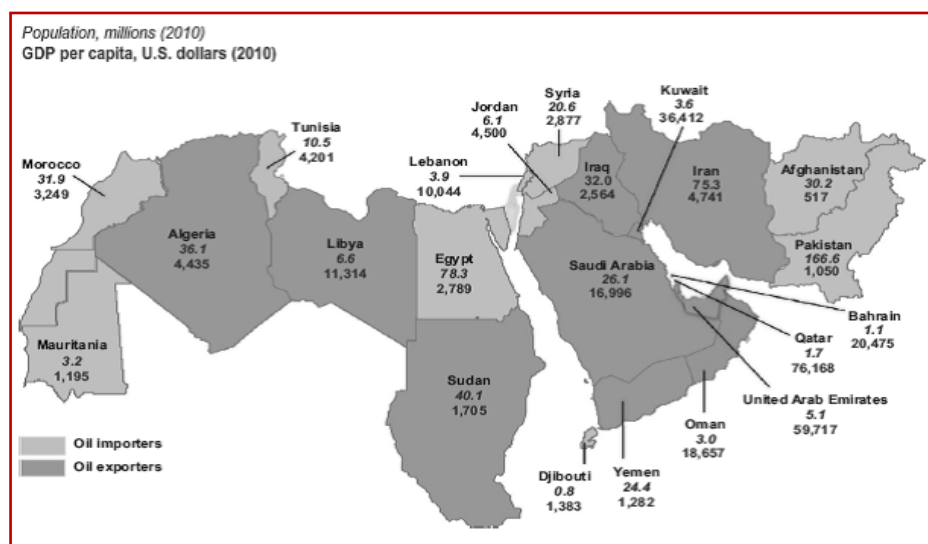 Population, millions (2010)
GDP per capita, U.S. dollars (2010)
Morocco
31.9
3,249
Tunisia
10.5
4,201
Algeria
36.1
4,435
Libya
6.6
11,314
Egypt
78.3
2,789
Mauritania
3.2
1,195
Sudan
40.1
1,705
Lebanon
3.9
10,044
Jordan
6.1
4,500
Syria
20.6
2,877
Iraq
32.0
2,564
Kuwait
3.6
36,412
Iran
75.3
4,741
Afghanistan
30.2
517
Pakistan
166.6
1,050
Saudi Arabia
26.1
16,996
Bahrain
1.1
20,475
Qatar
1.7
76,168
United Arab Emirates
5.1
59,717
Oman
3.0
18,657
Yemen
24.4
1,282
Djibouti
0.8
1,383
Oil importers
Oil exporters